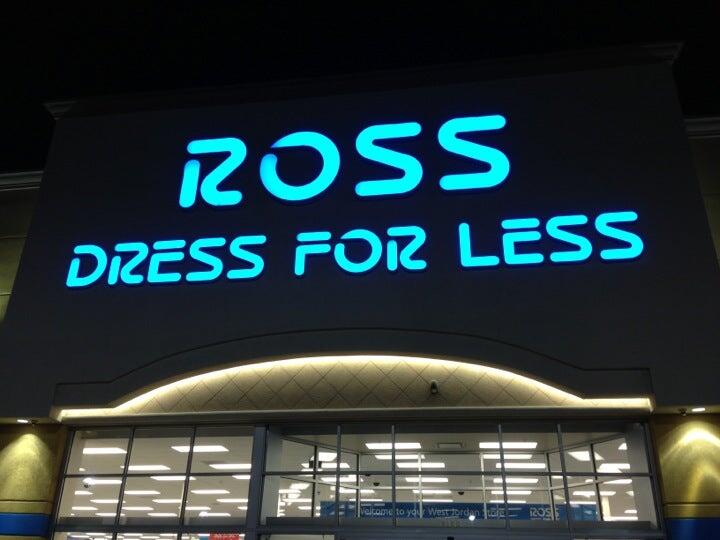 ROSS
DRESS FOR LESS
Welcome to your West Jordan Store
ROSS